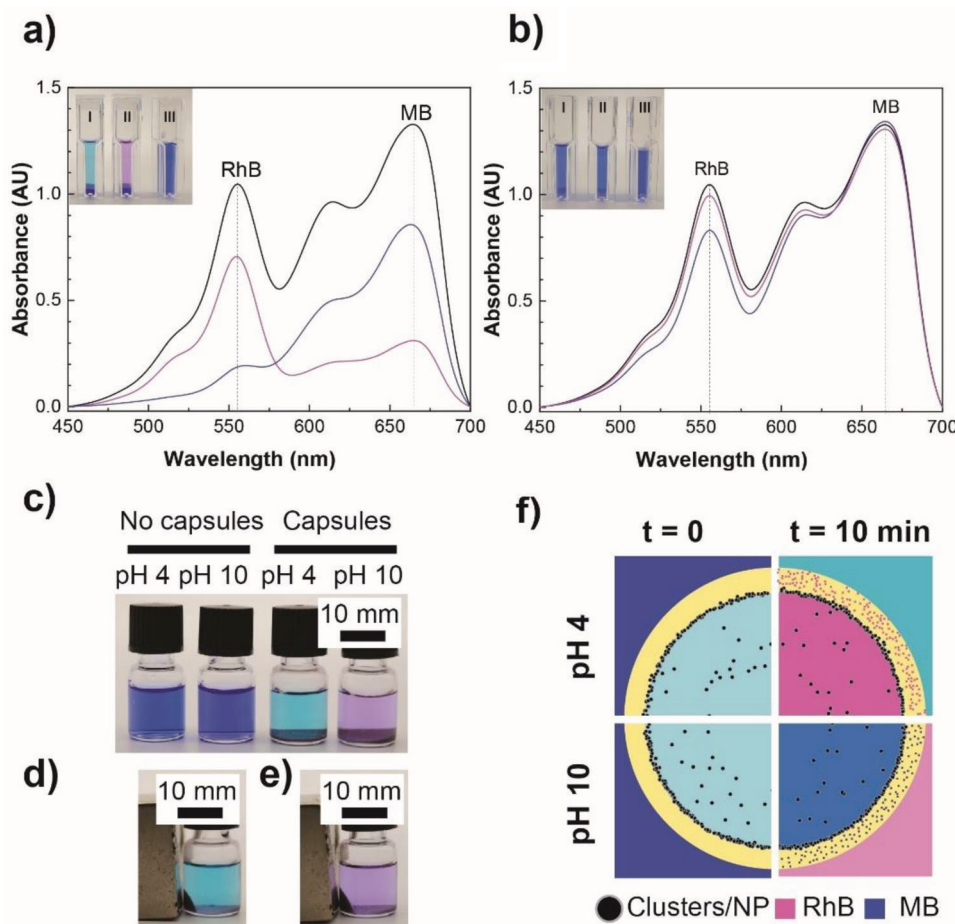 a)
1.5
1.0
0.5
0.0
Absorbance (AU)
I II III
RhB
MB
450 500 550 600 650 700
Wavelength (nm)
b)
1.5
1.0
0.5
0.0
Absorbance (AU)
I II III
RhB
MB
450 500 550 600 650 700
Wavelength (nm)
c)
No capsules Capsules
pH 4 pH 10 pH 4 pH 10
10 mm
d)
10 mm
e)
10 mm
f)
t = 0 t = 10 min
pH 4
pH 10
Clusters/NP RhB MB